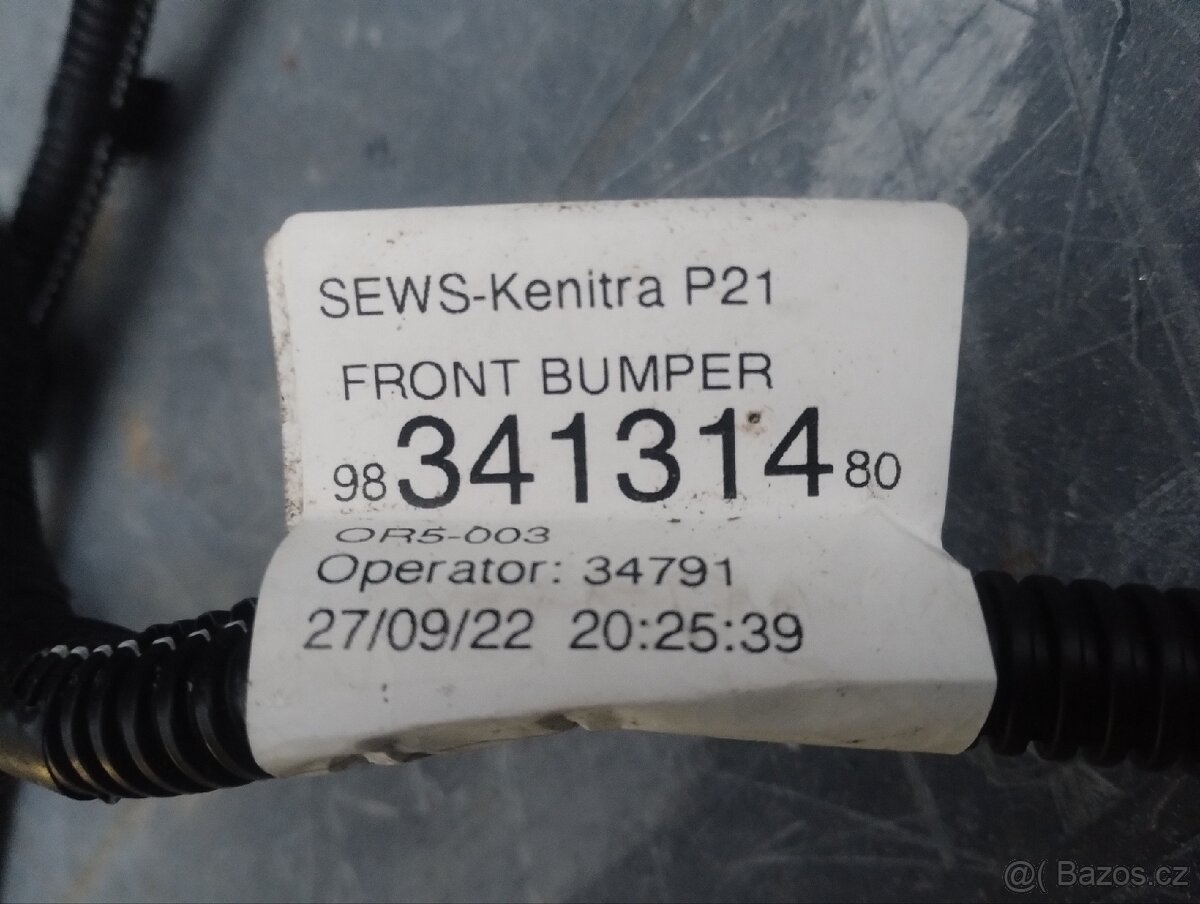 SEWS-Kenitra P21
FRONT BUMPER
98 341314 80
OR5-003
Operator: 34791
27/09/22 20:25:39
@( Bazos.cz